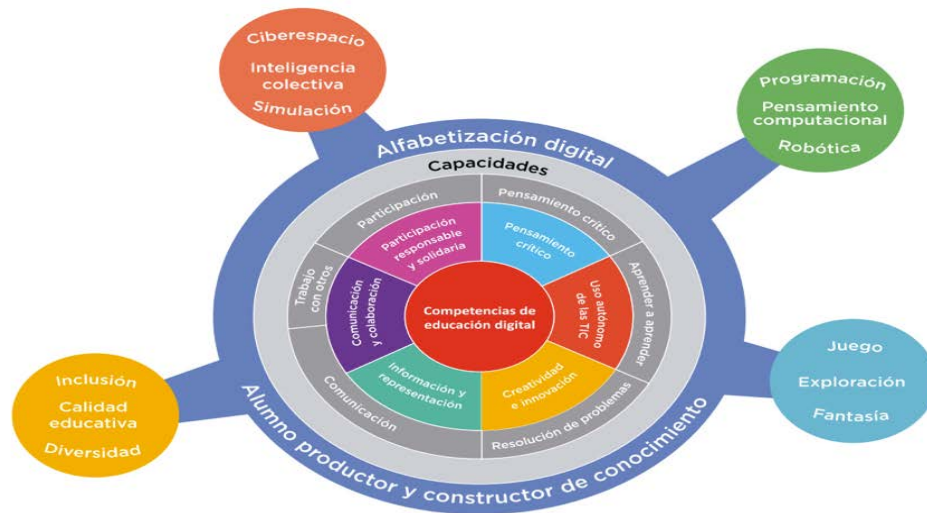 Ciberespacio
Inteligencia
colectiva
Simulación
Programación
Pensamiento
computacional
Robótica
Alfabetización digital
Capacidades
Participación
Pensamiento crítico
Participación
responsable
y solidaria
Pensamiento
crítico
Trabajo
con otros
Comunicación
y colaboración
Competencias de
educación digital
Uso autónomo
de las TIC
Aprender a aprender
Información y
representación
Creatividad
e innovación
Comunicación
Resolución de problemas
Inclusión
Calidad
educativa
Diversidad
Juego
Exploración
Fantasía
Alumno productor y constructor de conocimiento